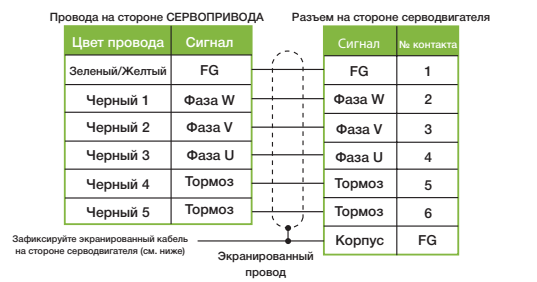 Провода на стороне СЕРВОПРИВОДА Разъем на стороне серводвигателя
Цвет провода Сигнал Сигнал № контакта
Зеленый/Желтый FG FG 1
Черный 1 Фаза W Фаза W 2
Черный 2 Фаза V Фаза V 3
Черный 3 Фаза U Фаза U 4
Черный 4 Тормоз Тормоз 5
Черный 5 Тормоз Тормоз 6
Зафиксируйте экранированный кабель
на стороне серводвигателя (см. ниже)
Корпус FG
Экранированный
провод